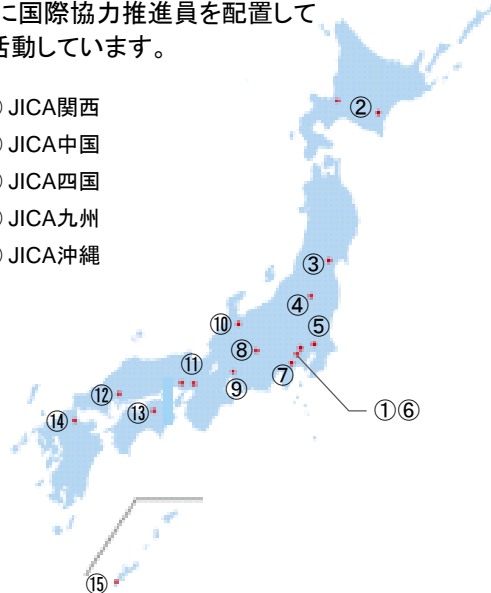 に国際協力推進員を配置して
活動しています。
JICA関西
JICA中国
JICA四国
JICA九州
JICA沖縄
②
③
④
⑤
⑩
⑧
⑪
⑦
⑨
⑫
⑬
①⑥
⑭
⑮